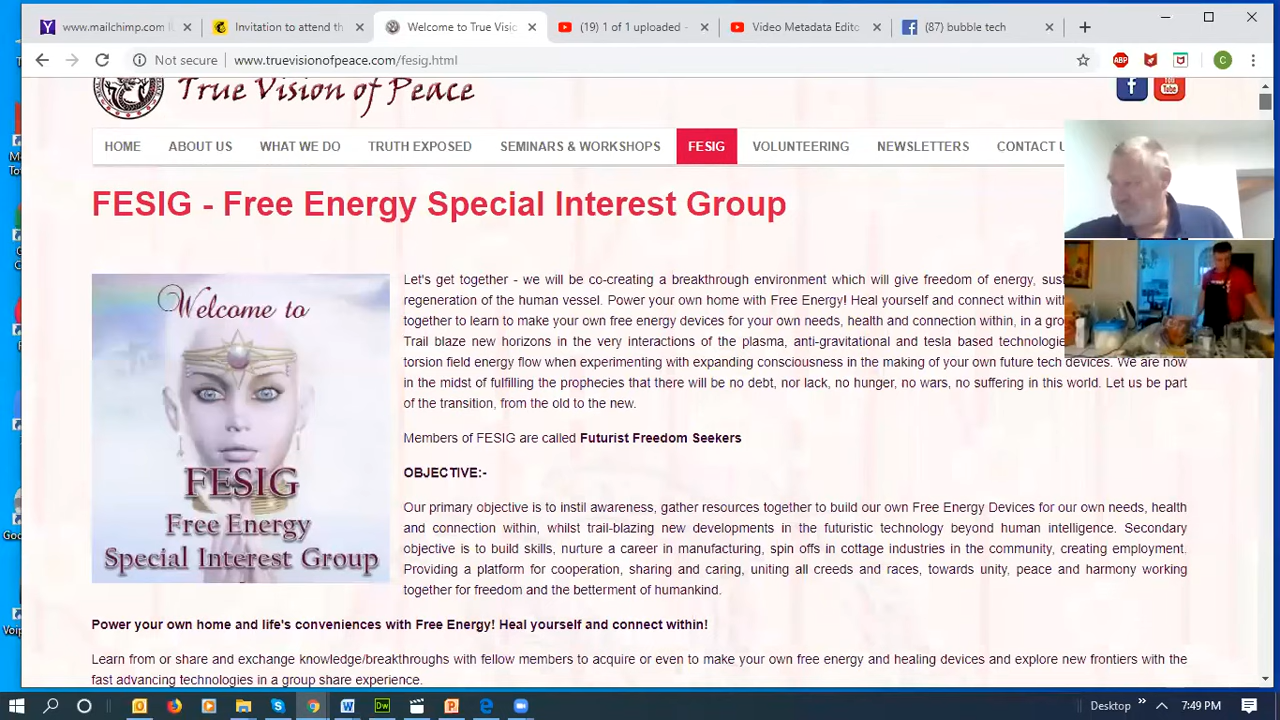 www.mailchimp.com
Invitation to attend th
Welcome to True Visio
(19) 1 of 1 uploaded -
Video Metadata Edito
(87) bubble tech
Not secure
www.truevisionofpeace.com/fesig.html
ABP
C
True Vision of Peace
f
You Tube
HOME
ABOUT US
WHAT WE DO
TRUTH EXPOSED
SEMINARS & WORKSHOPS
FESIG
VOLUNTEERING
NEWSLETTERS
CONTACT U
FESIG - Free Energy Special Interest Group
Welcome to
FESIG
Free Energy
Special Interest Group
Let's get together - we will be co-creating a breakthrough environment which will give freedom of energy, sust
regeneration of the human vessel. Power your own home with Free Energy! Heal yourself and connect within with
together to learn to make your own free energy devices for your own needs, health and connection within, in a gro
Trail blaze new horizons in the very interactions of the plasma, anti-gravitational and tesla based technologie
torsion field energy flow when experimenting with expanding consciousness in the making of your own future tech devices. We are now
in the midst of fulfilling the prophecies that there will be no debt, nor lack, no hunger, no wars, no suffering in this world. Let us be part
of the transition, from the old to the new.
Members of FESIG are called Futurist Freedom Seekers
OBJECTIVE:-
Our primary objective is to instil awareness, gather resources together to build our own Free Energy Devices for our own needs, health
and connection within, whilst trail-blazing new developments in the futuristic technology beyond human intelligence. Secondary
objective is to build skills, nurture a career in manufacturing, spin offs in cottage industries in the community, creating employment.
Providing a platform for cooperation, sharing and caring, uniting all creeds and races, towards unity, peace and harmony working
together for freedom and the betterment of humankind.
Power your own home and life's conveniences with Free Energy! Heal yourself and connect within!
Learn from or share and exchange knowledge/breakthroughs with fellow members to acquire or even to make your own free energy and healing devices and explore new frontiers with the
fast advancing technologies in a group share experience.
Desktop
7:49 PM